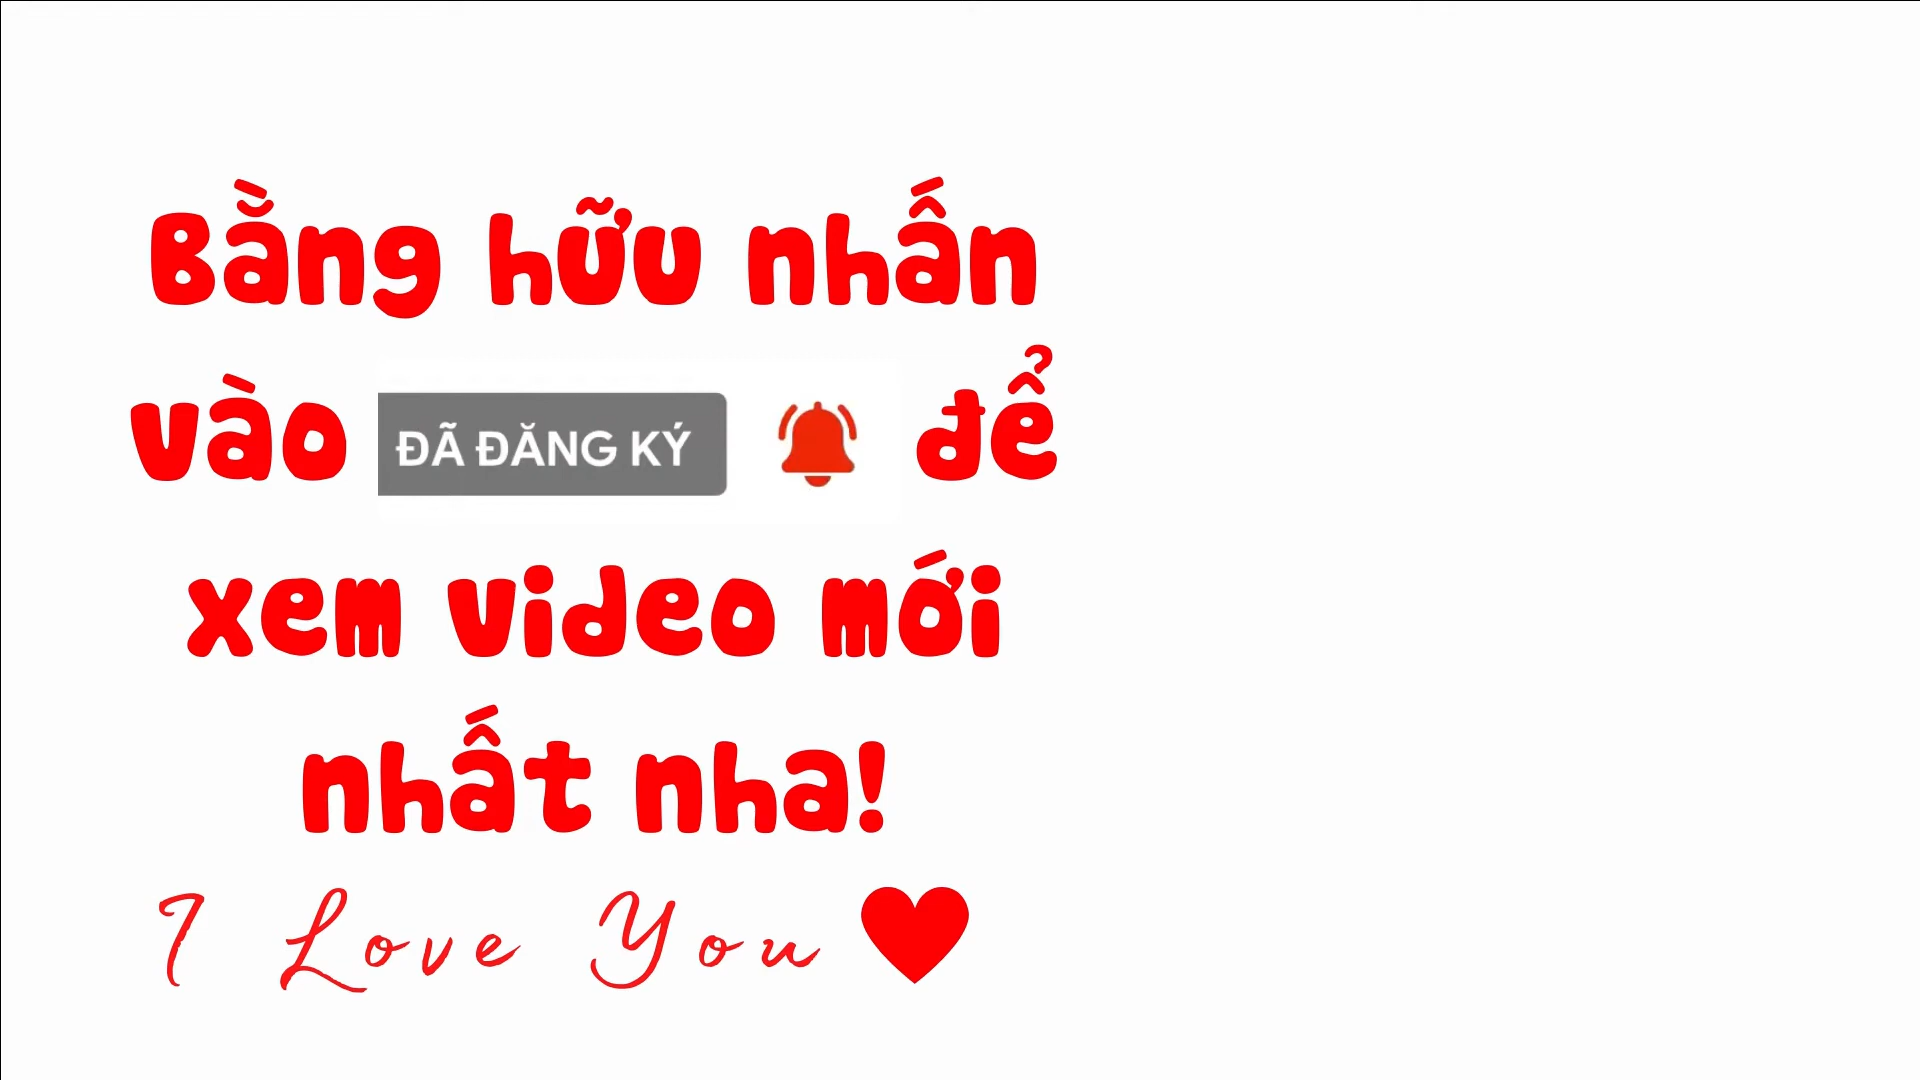 Bằng hữu nhấn
vào ĐÃ ĐĂNG KÝ để
xem video mới
nhất nha!
I Love You